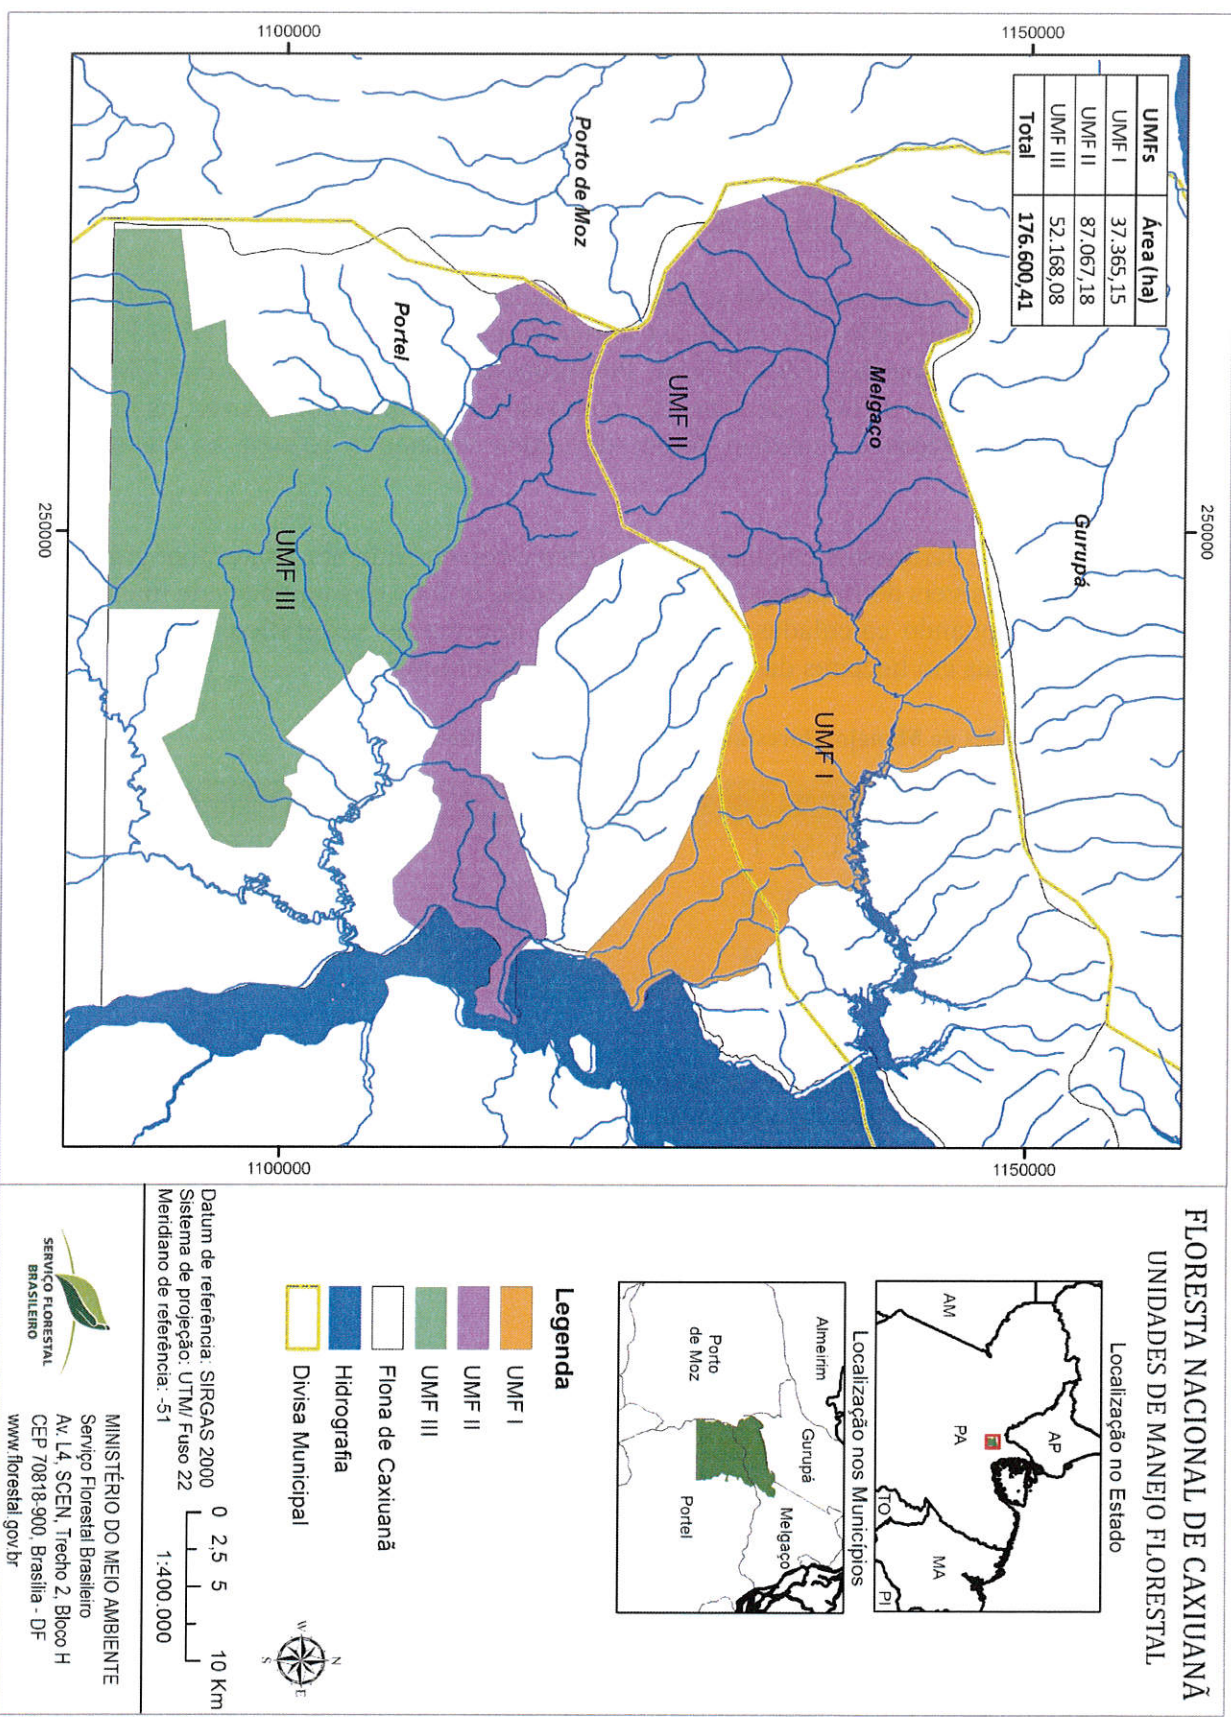 FLORESTA NACIONAL DE CAXIUANÃ
UNIDADES DE MANEJO FLORESTAL
UMFs Área (ha)
UMF I 37.365,15
UMF II 87.067,18
UMF III 52.168,08
Total 176.600,41
250000
250000
1150000
1150000
1100000
1100000
Gurupá
Melgaço
UMF I
UMF II
Porto de Moz
Portel
UMF III
Localização no Estado
AM
PA
AP
TO
MA
PI
Localização nos Municípios
Almeirim
Gurupá
Porto
de Moz
Melgaço
Portel
Legenda
UMF I
UMF II
UMF III
Flona de Caxiuanã
Hidrografia
Divisa Municipal
N
W
E
S
Datum de referência: SIRGAS 2000
Sistema de projeção: UTM/ Fuso 22
Meridiano de referência: -51
0 2,5 5 10 Km
1:400.000
SERVIÇO FLORESTAL
BRASILEIRO
MINISTÉRIO DO MEIO AMBIENTE
Serviço Florestal Brasileiro
Av. L4, SCEN, Trecho 2, Bloco H
CEP 70818-900, Brasília - DF
www.florestal.gov.br